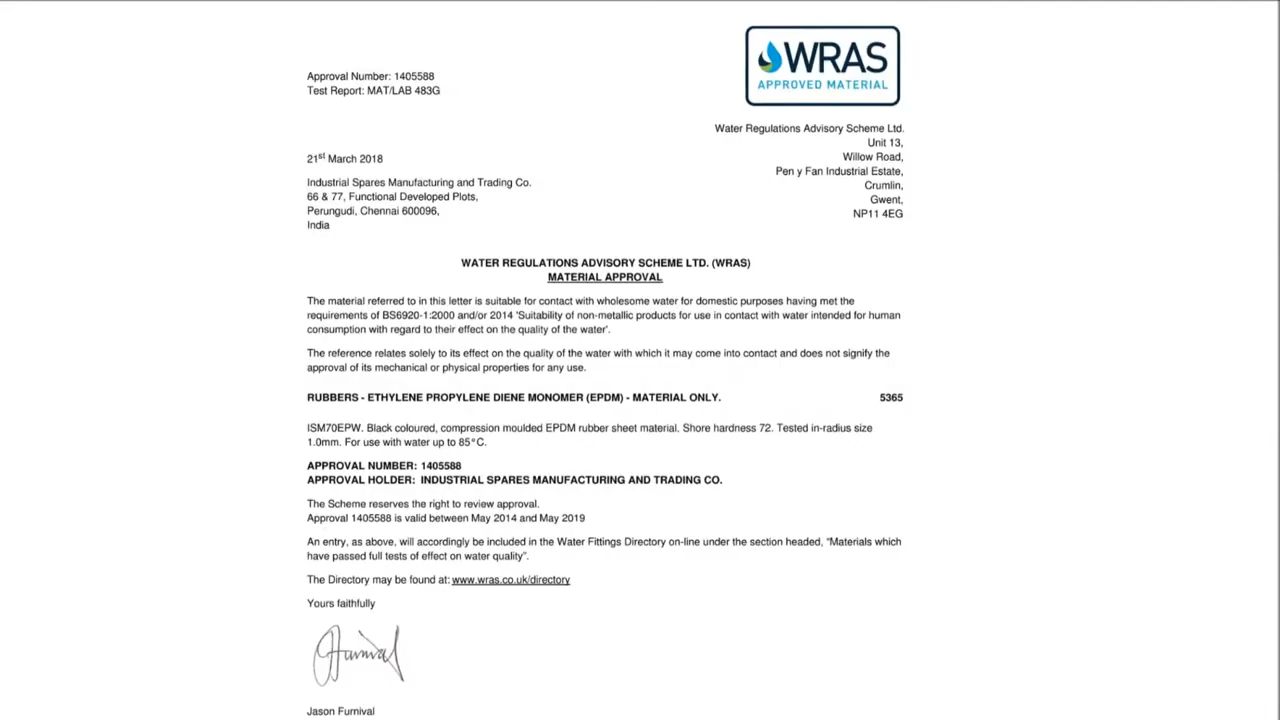 WRAS
APPROVED MATERIAL
Approval Number: 1405588
Test Report: MAT/LAB 483G
Water Regulations Advisory Scheme Ltd.
Unit 13,
Willow Road,
Pen y Fan Industrial Estate,
Crumlin,
Gwent,
NP11 4EG
21st March 2018
Industrial Spares Manufacturing and Trading Co.
66 & 77, Functional Developed Plots,
Perungudi, Chennai 600096,
India
WATER REGULATIONS ADVISORY SCHEME LTD. (WRAS)
MATERIAL APPROVAL
The material referred to in this letter is suitable for contact with wholesome water for domestic purposes having met the
requirements of BS6920-1:2000 and/or 2014 'Suitability of non-metallic products for use in contact with water intended for human
consumption with regard to their effect on the quality of the water'.
The reference relates solely to its effect on the quality of the water with which it may come into contact and does not signify the
approval of its mechanical or physical properties for any use.
RUBBERS - ETHYLENE PROPYLENE DIENE MONOMER (EPDM) - MATERIAL ONLY. 5365
ISM70EPW. Black coloured, compression moulded EPDM rubber sheet material. Shore hardness 72. Tested in-radius size
1.0mm. For use with water up to 85°C.
APPROVAL NUMBER: 1405588
APPROVAL HOLDER: INDUSTRIAL SPARES MANUFACTURING AND TRADING CO.
The Scheme reserves the right to review approval.
Approval 1405588 is valid between May 2014 and May 2019
An entry, as above, will accordingly be included in the Water Fittings Directory on-line under the section headed, "Materials which
have passed full tests of effect on water quality".
The Directory may be found at: www.wras.co.uk/directory
Yours faithfully
JFurnival
Jason Furnival